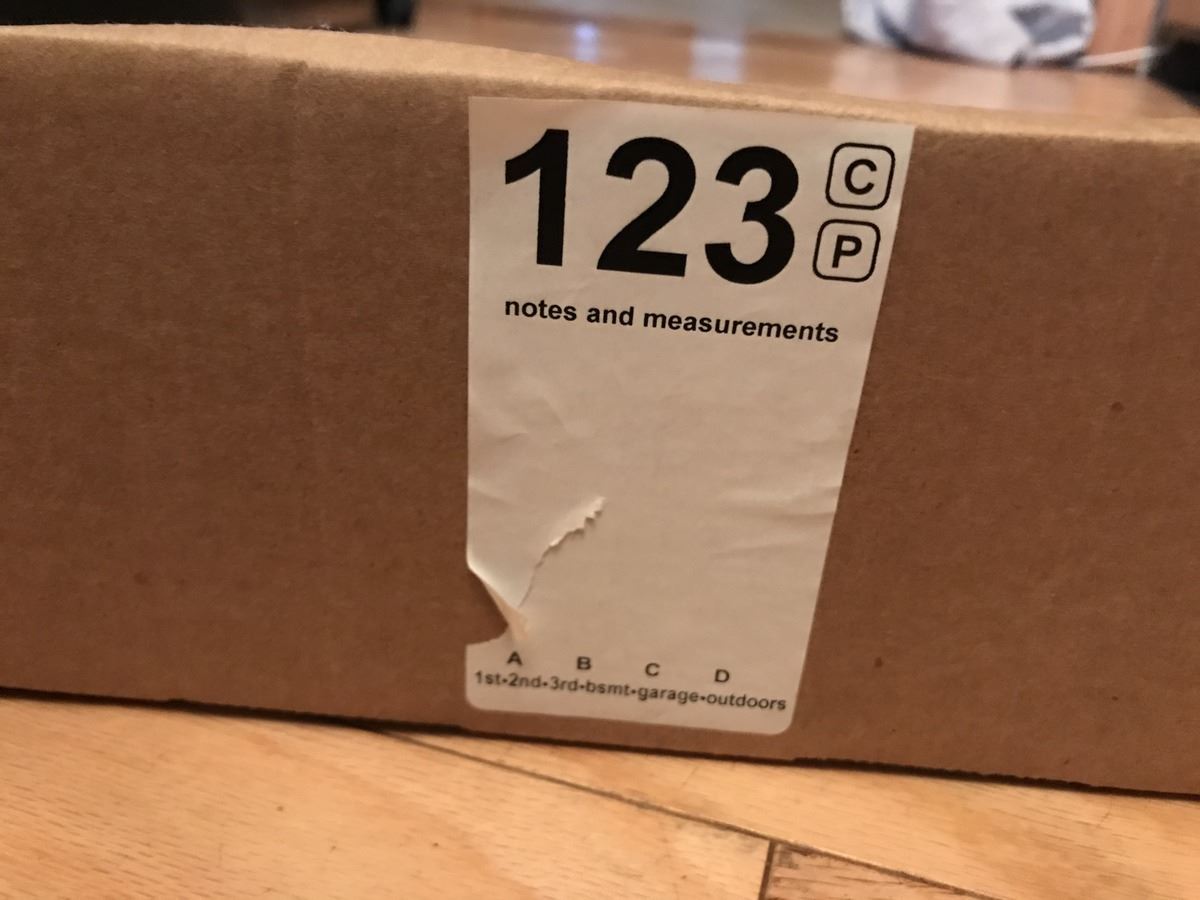 123 C
P
notes and measurements
A B C D
1st•2nd•3rd•bsmt•garage•outdoors